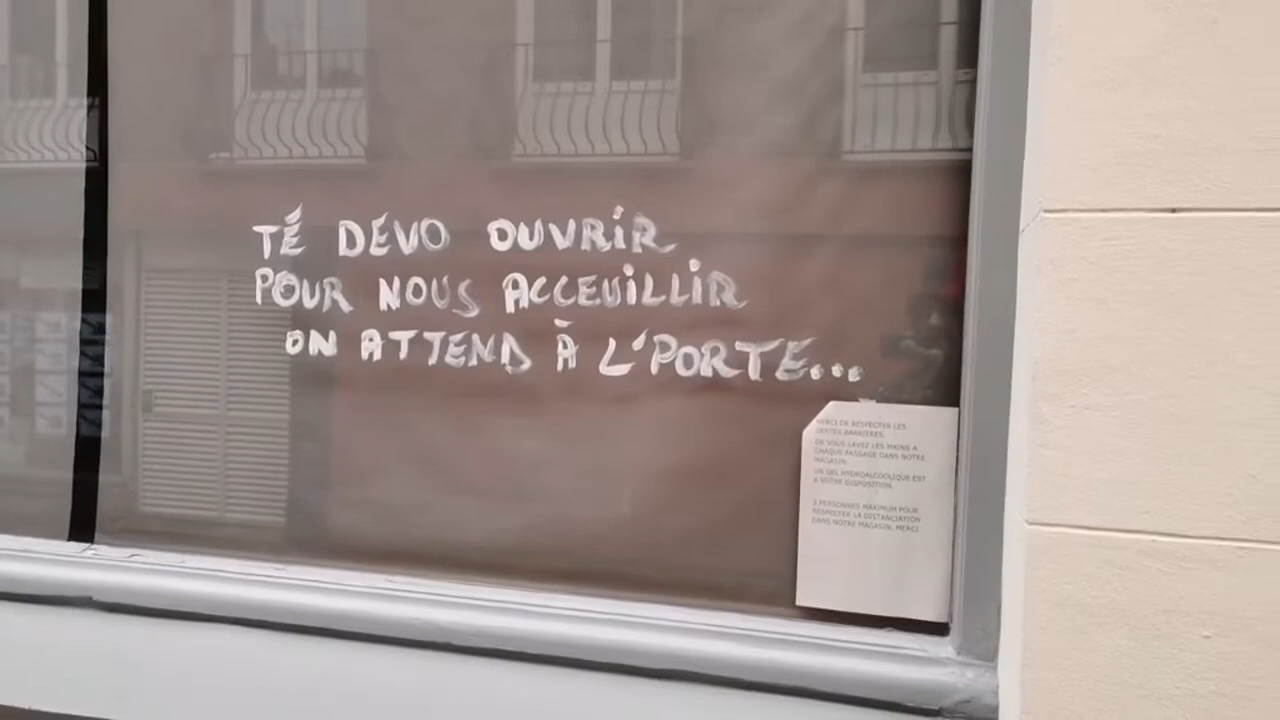 TÉ DEVO OUVRIR
POUR NOUS ACCEUILLIR
ON ATTEND À L'PORTE...
MERCI DE RESPECTER LES
GESTES BARRIERES.
DE VOUS LAVEZ LES MAINS A
CHAQUE PASSAGE DANS NOTRE
MAGASIN.
UN GEL HYDROALCOOLIQUE EST
A VOTRE DISPOSITION.
3 PERSONNES MAXIMUM POUR
RESPECTER LA DISTANCIATION
DANS NOTRE MAGASIN, MERCI